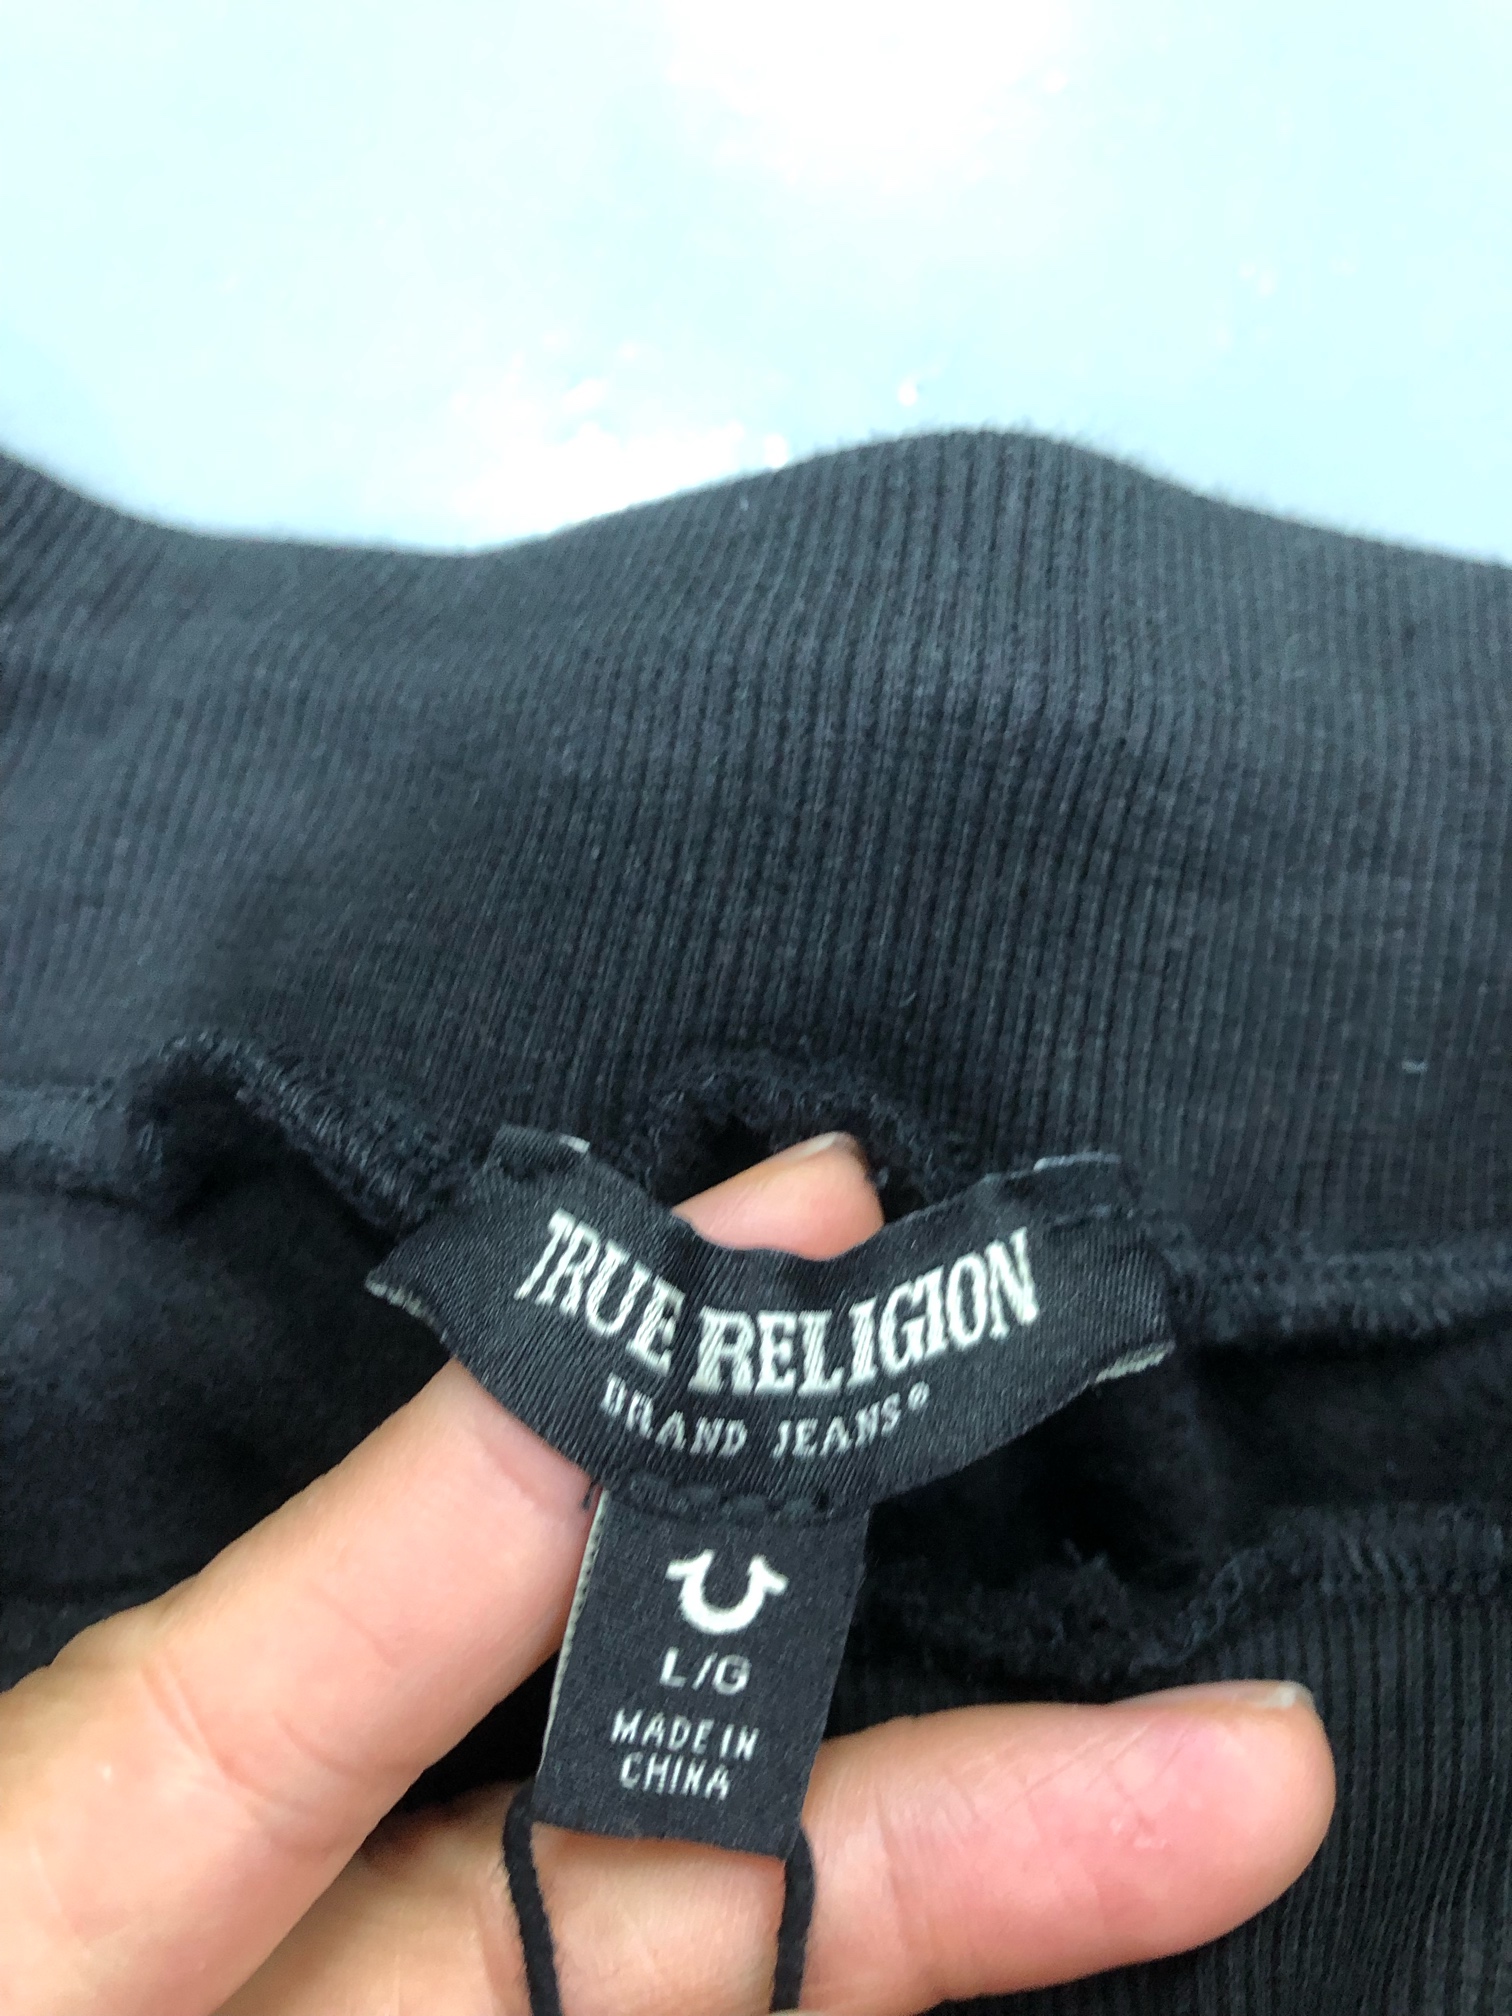 TRUE RELIGION
BRAND JEANS®
L/G
MADE IN
CHINA